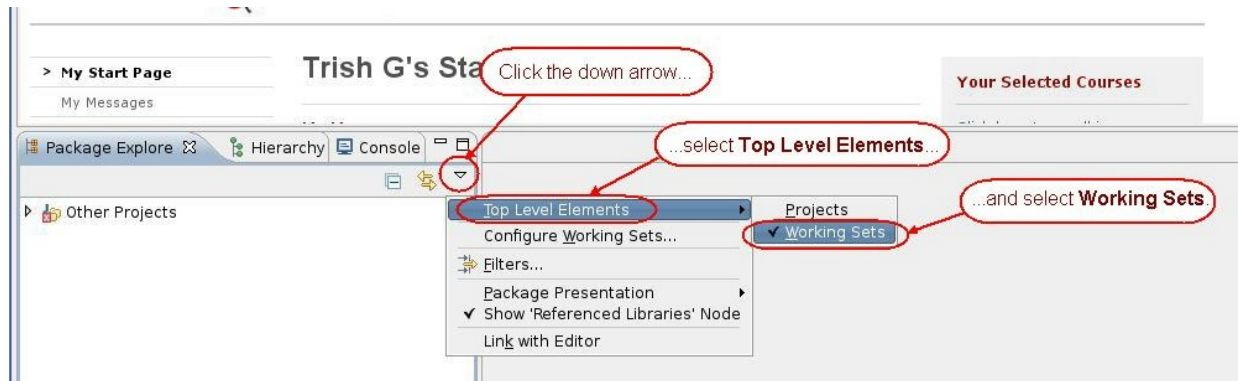 > My Start Page
My Messages
Trish G's Sta
Click the down arrow...
Your Selected Courses
Package Explore
Hierarchy
Console
...select Top Level Elements...
Other Projects
Top Level Elements
Projects
...and select Working Sets.
Configure Working Sets...
✓ Working Sets
Filters...
Package Presentation
✓ Show 'Referenced Libraries' Node
Link with Editor